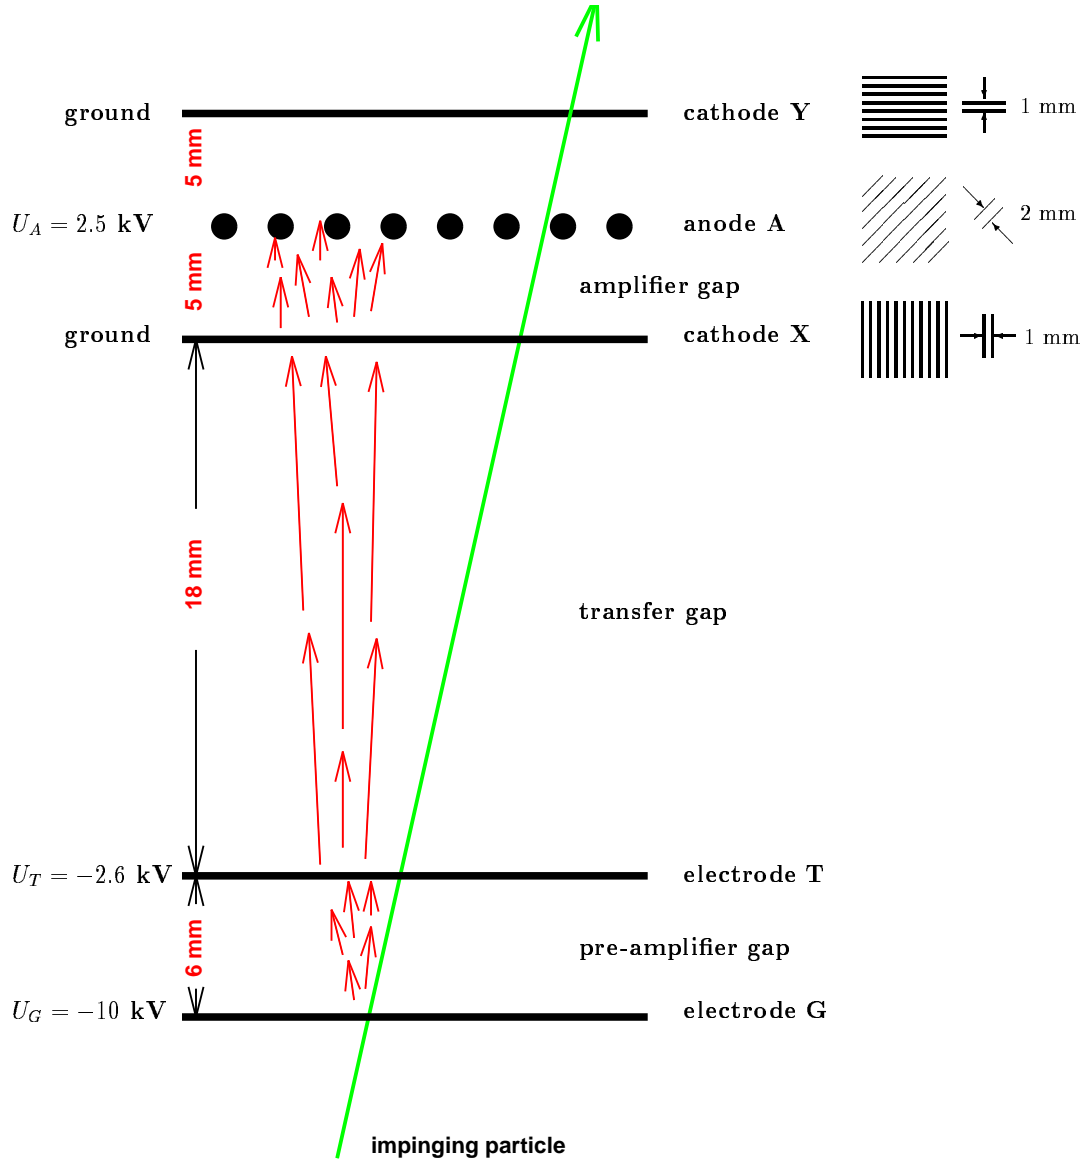 ground
cathode Y
1 mm
5 mm
U_A = 2.5 kV
anode A
2 mm
5 mm
amplifier gap
ground
cathode X
1 mm
18 mm
transfer gap
U_T = −2.6 kV
electrode T
6 mm
pre-amplifier gap
U_G = −10 kV
electrode G
impinging particle